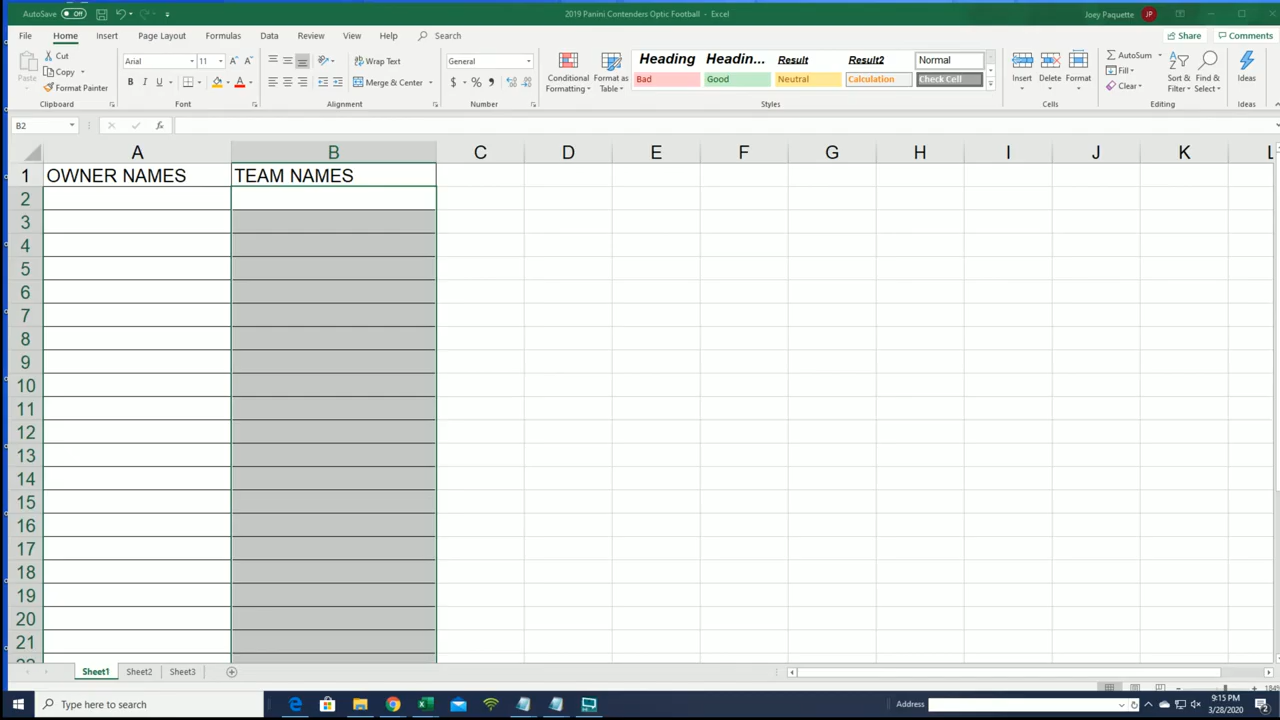 AutoSave Off
2019 Panini Contenders Optic Football - Excel
Joey Paquette JP
File Home Insert Page Layout Formulas Data Review View Help Search
Share Comments
Paste Cut Copy Format Painter
Arial 11
Wrap Text
Merge & Center
General
Conditional Formatting Format as Table
Heading Headin... Result Result2 Normal
Bad Good Neutral Calculation Check Cell
Insert Delete Format
AutoSum
Fill
Clear
Sort & Filter Find & Select
Ideas
Clipboard Font Alignment Number Styles Cells Editing Ideas
B2 fx
A B C D E F G H I J K L
1 OWNER NAMES TEAM NAMES
2
3
4
5
6
7
8
9
10
11
12
13
14
15
16
17
18
19
20
21
22
Sheet1 Sheet2 Sheet3
Type here to search
Address
9:15 PM
3/28/2020
2